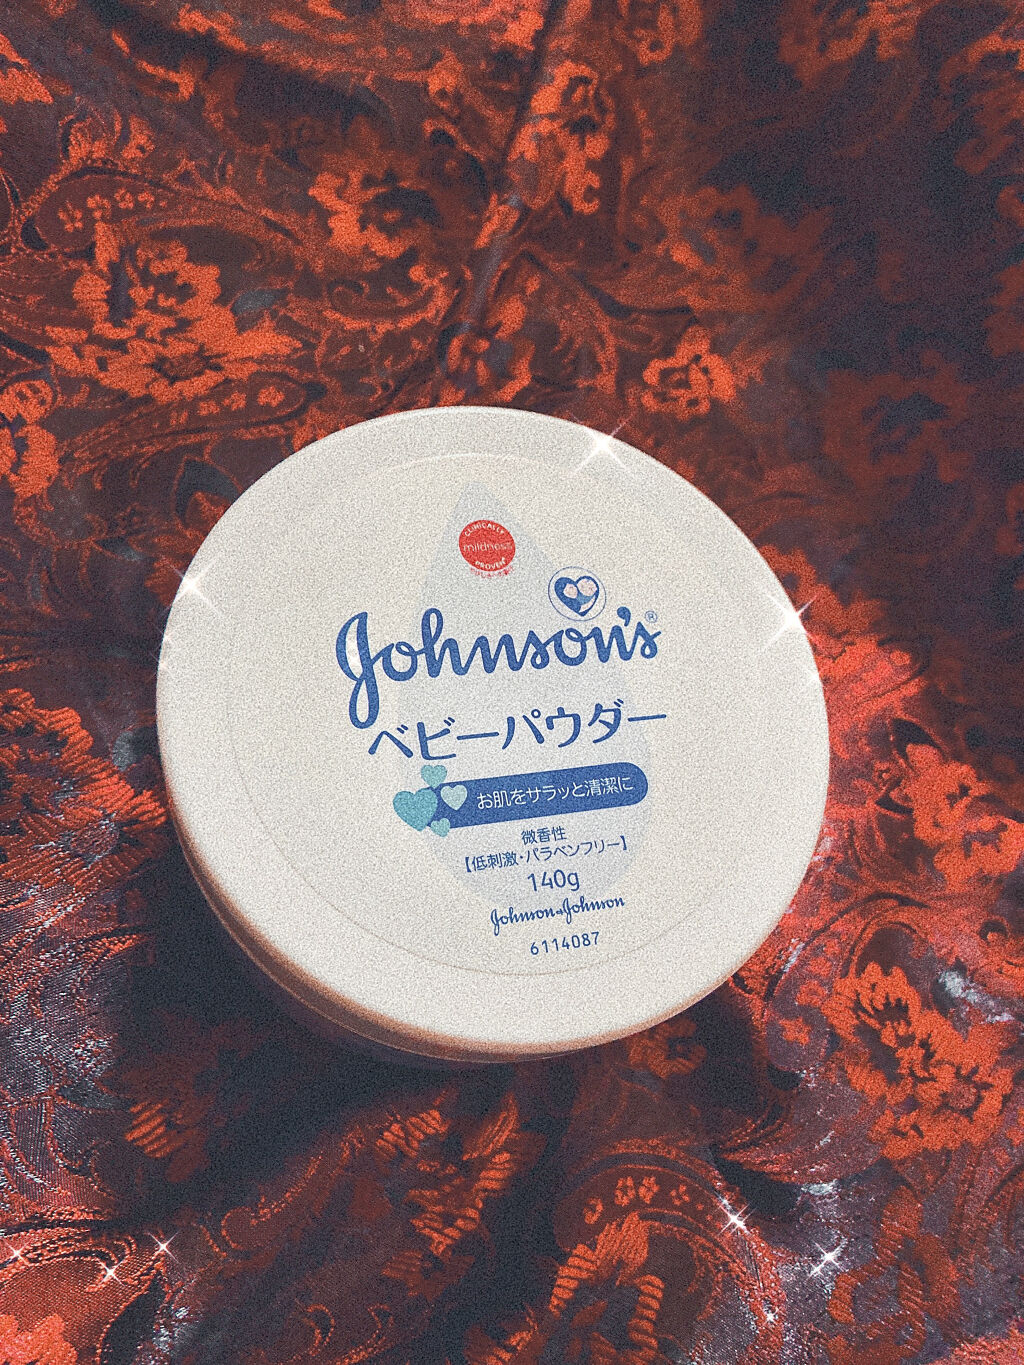 CLINICALLY
mildness
PROVEN
Johnson's®
ベビーパウダー
お肌をサラッと清潔に
微香性
【低刺激・パラベンフリー】
140g
Johnson & Johnson
6114087